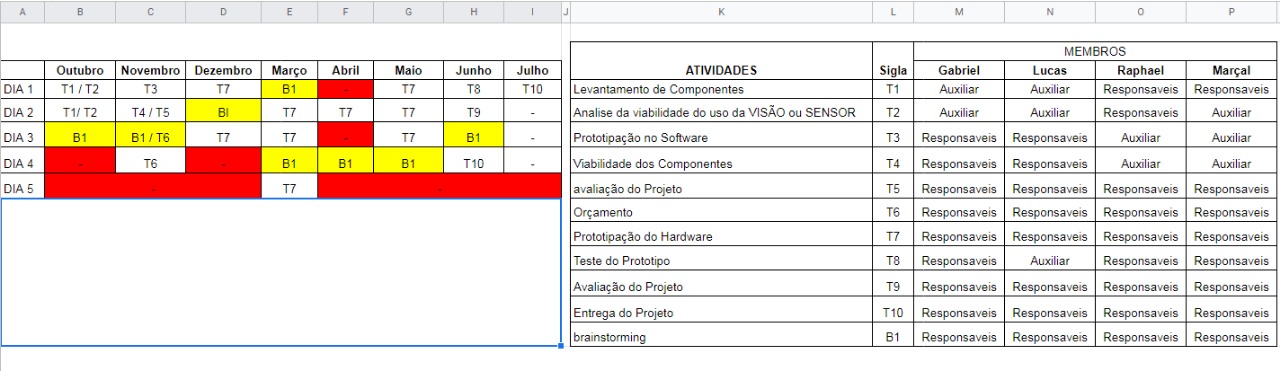 A B C D E F G H I J K L M N O P
MEMBROS
Outubro Novembro Dezembro Março Abril Maio Junho Julho ATIVIDADES Sigla Gabriel Lucas Raphael Marçal
DIA 1 T1 / T2 T3 T7 B1 - T7 T8 T10 Levantamento de Componentes T1 Auxiliar Auxiliar Responsaveis Responsaveis
DIA 2 T1/ T2 T4 / T5 BI T7 T7 T7 T9 - Analise da viabilidade do uso da VISÃO ou SENSOR T2 Auxiliar Auxiliar Responsaveis Auxiliar
DIA 3 B1 B1 / T6 T7 T7 - T7 B1 - Prototipação no Software T3 Responsaveis Responsaveis Auxiliar Auxiliar
DIA 4 - T6 - B1 B1 B1 T10 - Viabilidade dos Componentes T4 Responsaveis Responsaveis Auxiliar Auxiliar
DIA 5 - T7 - avaliação do Projeto T5 Responsaveis Responsaveis Responsaveis Responsaveis
Orçamento T6 Responsaveis Responsaveis Responsaveis Responsaveis
Prototipação do Hardware T7 Responsaveis Responsaveis Responsaveis Responsaveis
Teste do Prototipo T8 Responsaveis Auxiliar Responsaveis Responsaveis
Avaliação do Projeto T9 Responsaveis Responsaveis Responsaveis Responsaveis
Entrega do Projeto T10 Responsaveis Responsaveis Responsaveis Responsaveis
brainstorming B1 Responsaveis Responsaveis Responsaveis Responsaveis